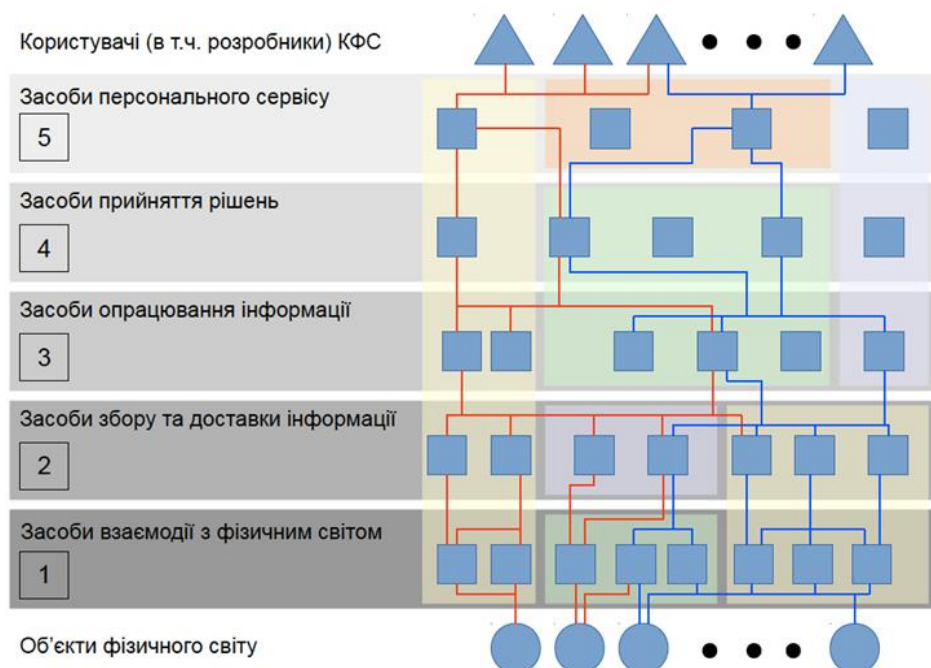 Користувачі (в т.ч. розробники) КФС
Засоби персонального сервісу
5
Засоби прийняття рішень
4
Засоби опрацювання інформації
3
Засоби збору та доставки інформації
2
Засоби взаємодії з фізичним світом
1
Об’єкти фізичного світу